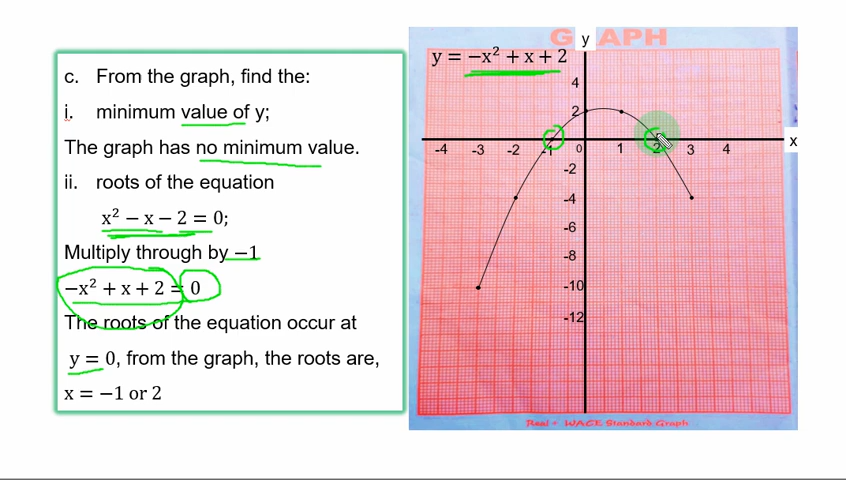 c. From the graph, find the:
i. minimum value of y;
The graph has no minimum value.
ii. roots of the equation
x² − x − 2 = 0;
Multiply through by −1
−x² + x + 2 = 0
The roots of the equation occur at
y = 0, from the graph, the roots are,
x = −1 or 2
GRAPH
y
y = −x² + x + 2
4
2
x
-4 -3 -2 -1 0 1 2 3 4
-2
-4
-6
-8
-10
-12
Real - WACE Standard Graph